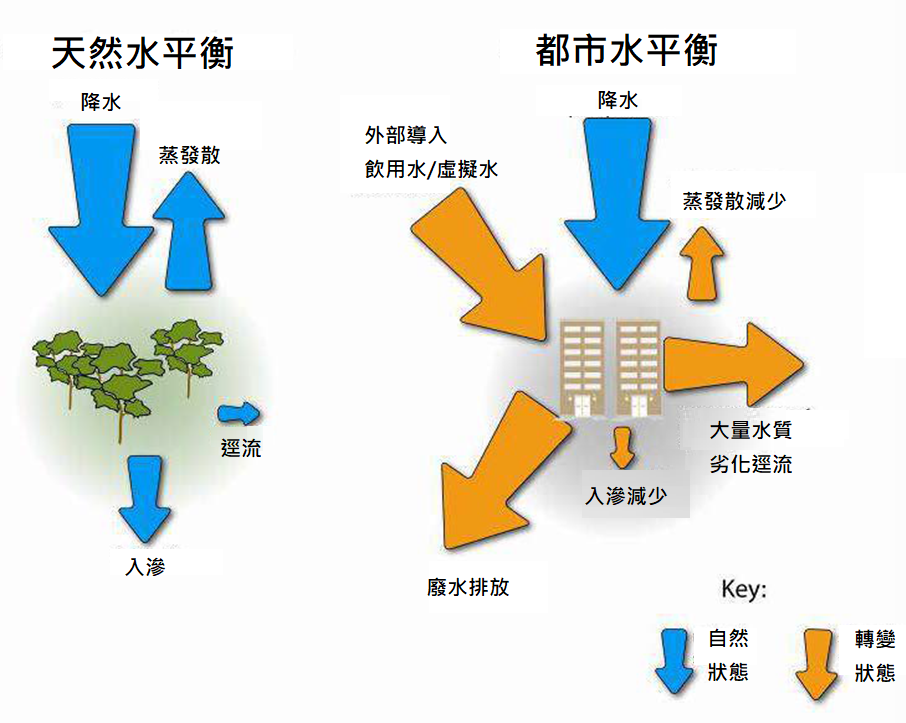 天然水平衡
降水
蒸發散
逕流
入滲
都市水平衡
降水
外部導入
飲用水/虛擬水
蒸發散減少
大量水質
劣化逕流
入滲減少
廢水排放
Key:
自然
狀態
轉變
狀態